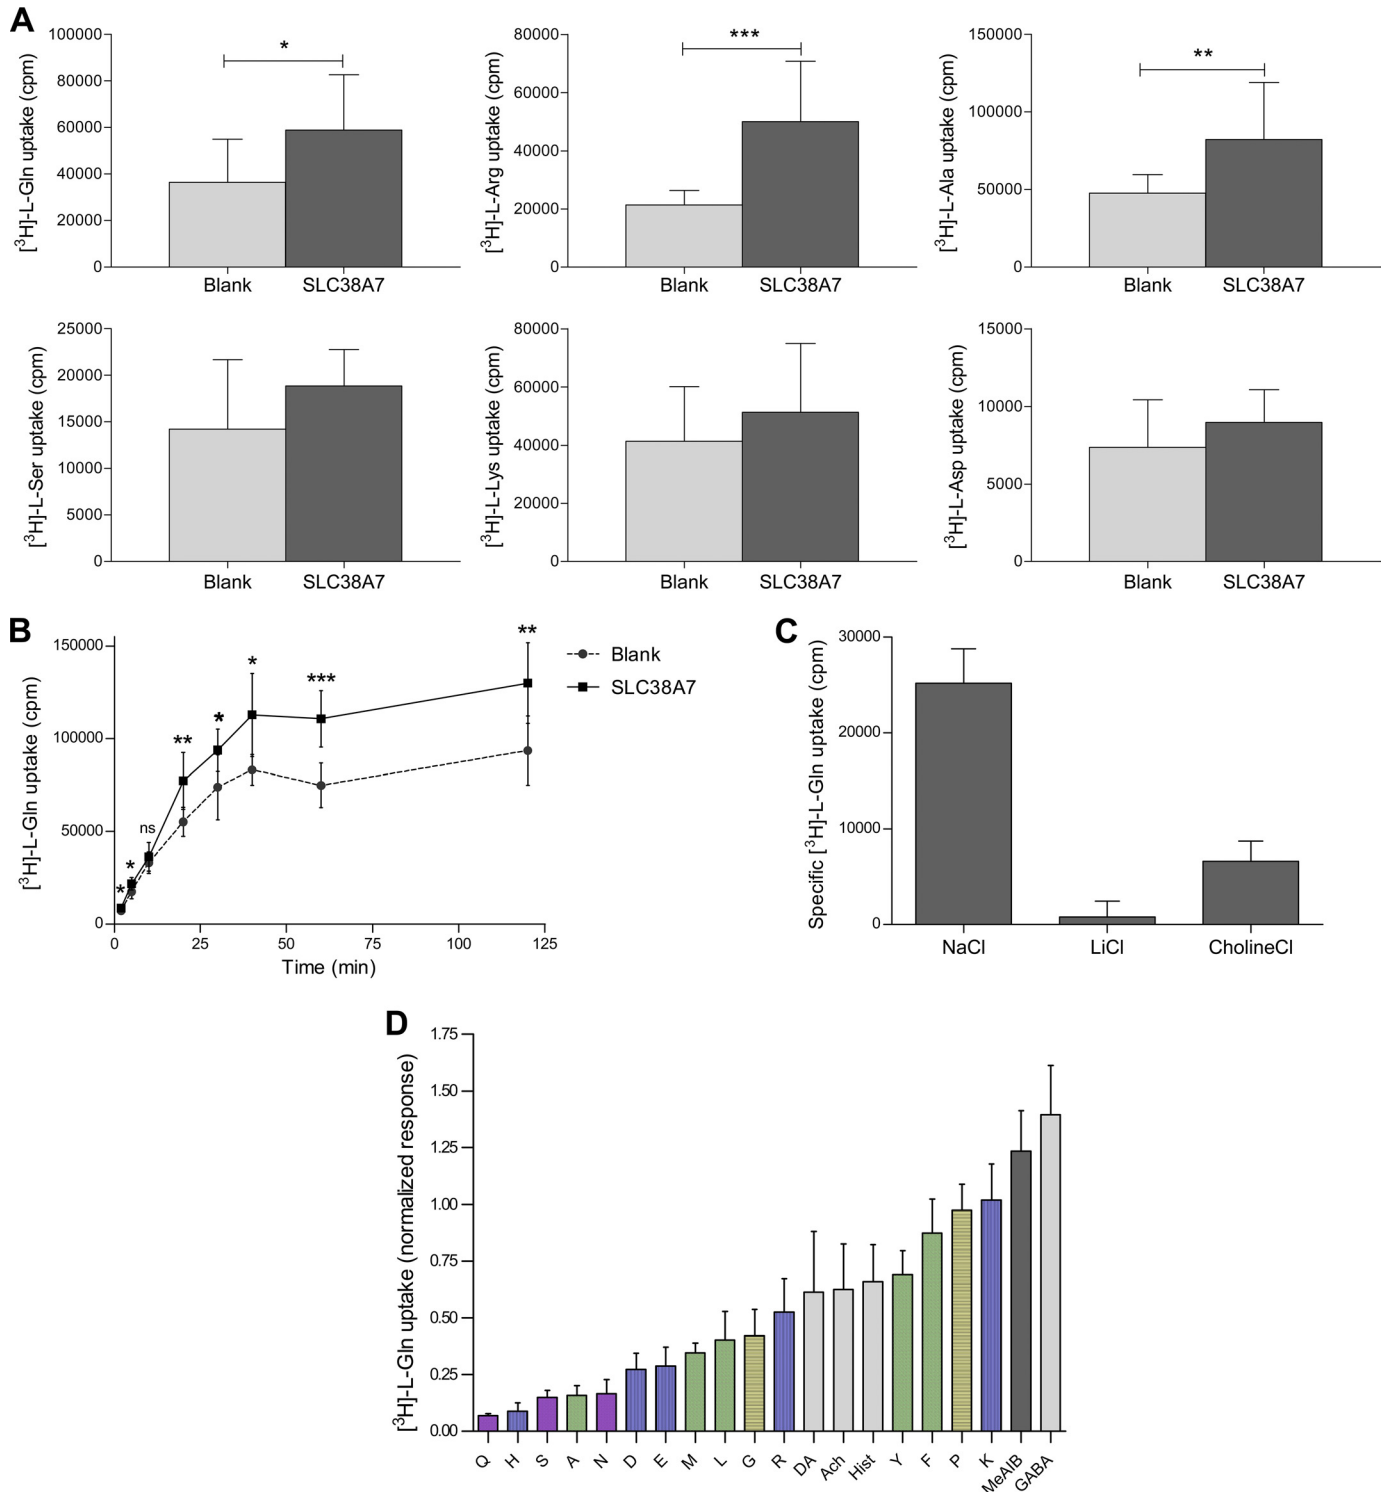 A
[3H]-L-Gln uptake (cpm)
100000
80000
60000
40000
20000
0
*
Blank SLC38A7
[3H]-L-Arg uptake (cpm)
80000
60000
40000
20000
0
***
Blank SLC38A7
[3H]-L-Ala uptake (cpm)
150000
100000
50000
0
**
Blank SLC38A7
[3H]-L-Ser uptake (cpm)
25000
20000
15000
10000
5000
0
Blank SLC38A7
[3H]-L-Lys uptake (cpm)
80000
60000
40000
20000
0
Blank SLC38A7
[3H]-L-Asp uptake (cpm)
15000
10000
5000
0
Blank SLC38A7
B
[3H]-L-Gln uptake (cpm)
150000
100000
50000
0
* * ns ** * * *** **
0 25 50 75 100 125
Time (min)
Blank
SLC38A7
C
Specific [3H]-L-Gln uptake (cpm)
30000
20000
10000
0
NaCl LiCl CholineCl
D
[3H]-L-Gln uptake (normalized response)
1.75
1.50
1.25
1.00
0.75
0.50
0.25
0.00
Q H S A N D E M L G R DA Ach Hist Y F P K MeAIB GABA